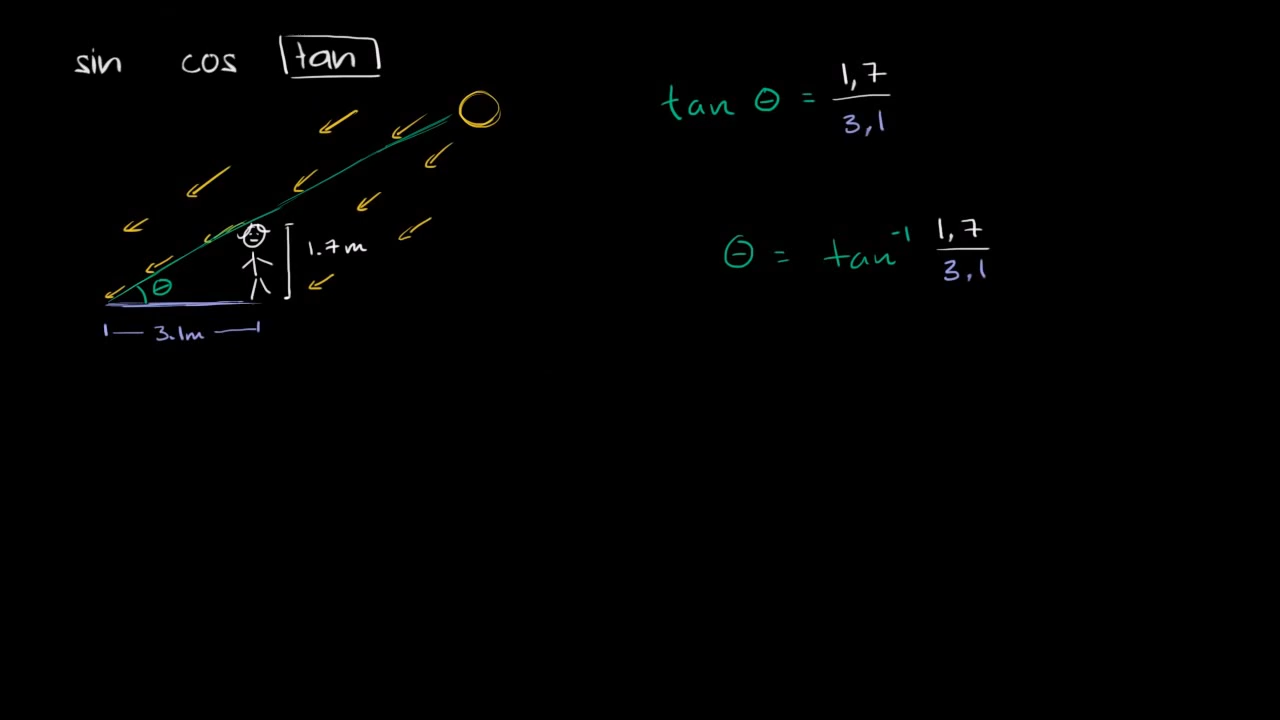 sin cos tan
tan θ = 1,7 / 3,1
1.7m
θ
3.1m
θ = tan⁻¹ 1,7 / 3,1